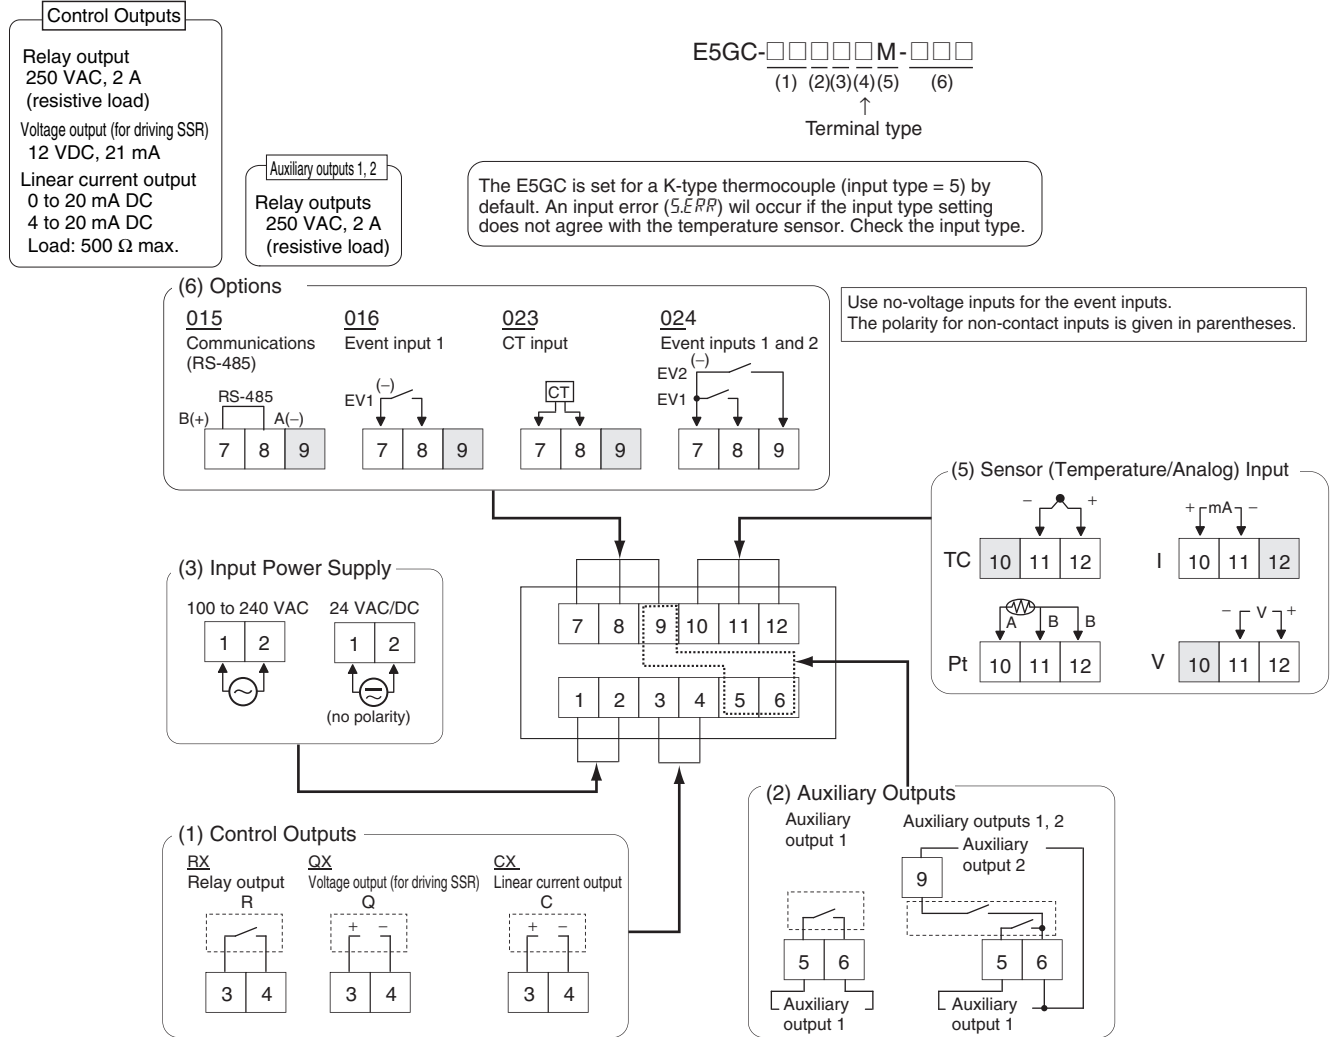 Control Outputs
Relay output
250 VAC, 2 A
(resistive load)
Voltage output (for driving SSR)
12 VDC, 21 mA
Linear current output
0 to 20 mA DC
4 to 20 mA DC
Load: 500 Ω max.
Auxiliary outputs 1, 2
Relay outputs
250 VAC, 2 A
(resistive load)
E5GC-□□□□□M-□□□
(1) (2)(3)(4)(5) (6)
↑
Terminal type
The E5GC is set for a K-type thermocouple (input type = 5) by
default. An input error (S.ERR) wil occur if the input type setting
does not agree with the temperature sensor. Check the input type.
(6) Options
015
Communications
(RS-485)
RS-485
B(+) A(−)
7 8 9
016
Event input 1
(−)
EV1
7 8 9
023
CT input
CT
7 8 9
024
Event inputs 1 and 2
(−)
EV2
EV1
7 8 9
Use no-voltage inputs for the event inputs.
The polarity for non-contact inputs is given in parentheses.
(5) Sensor (Temperature/Analog) Input
− +
TC 10 11 12
+ mA −
I 10 11 12
A B B
Pt 10 11 12
− V +
V 10 11 12
(3) Input Power Supply
100 to 240 VAC
1 2
24 VAC/DC
1 2
(no polarity)
7 8 9 10 11 12
1 2 3 4 5 6
(1) Control Outputs
RX
Relay output
R
3 4
QX
Voltage output (for driving SSR)
Q
+ −
3 4
CX
Linear current output
C
+ −
3 4
(2) Auxiliary Outputs
Auxiliary
output 1
5 6
Auxiliary
output 1
Auxiliary outputs 1, 2
Auxiliary
output 2
9
5 6
Auxiliary
output 1